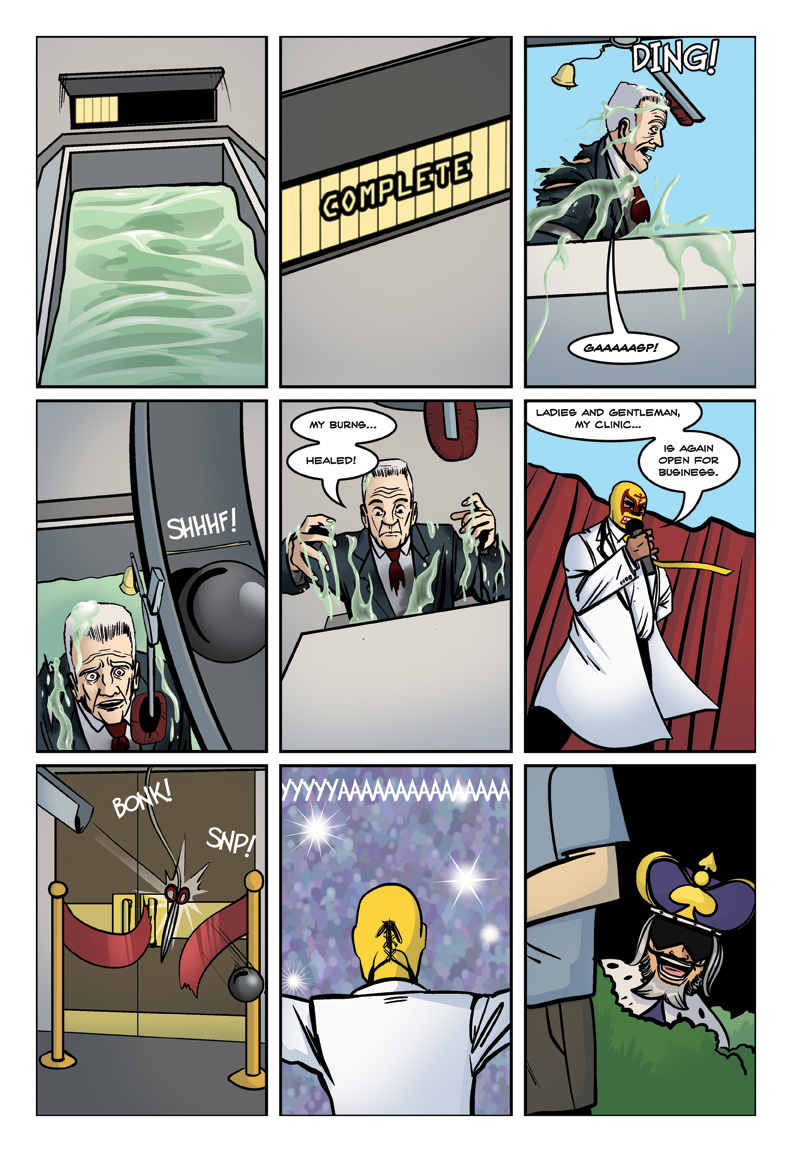 COMPLETE
DING!
GAAAAASP!
SHHHF!
MY BURNS...
HEALED!
LADIES AND GENTLEMAN,
MY CLINIC...
IS AGAIN
OPEN FOR
BUSINESS.
BONK!
SNP!
YYYYYAAAAAAAAAAAAAAA